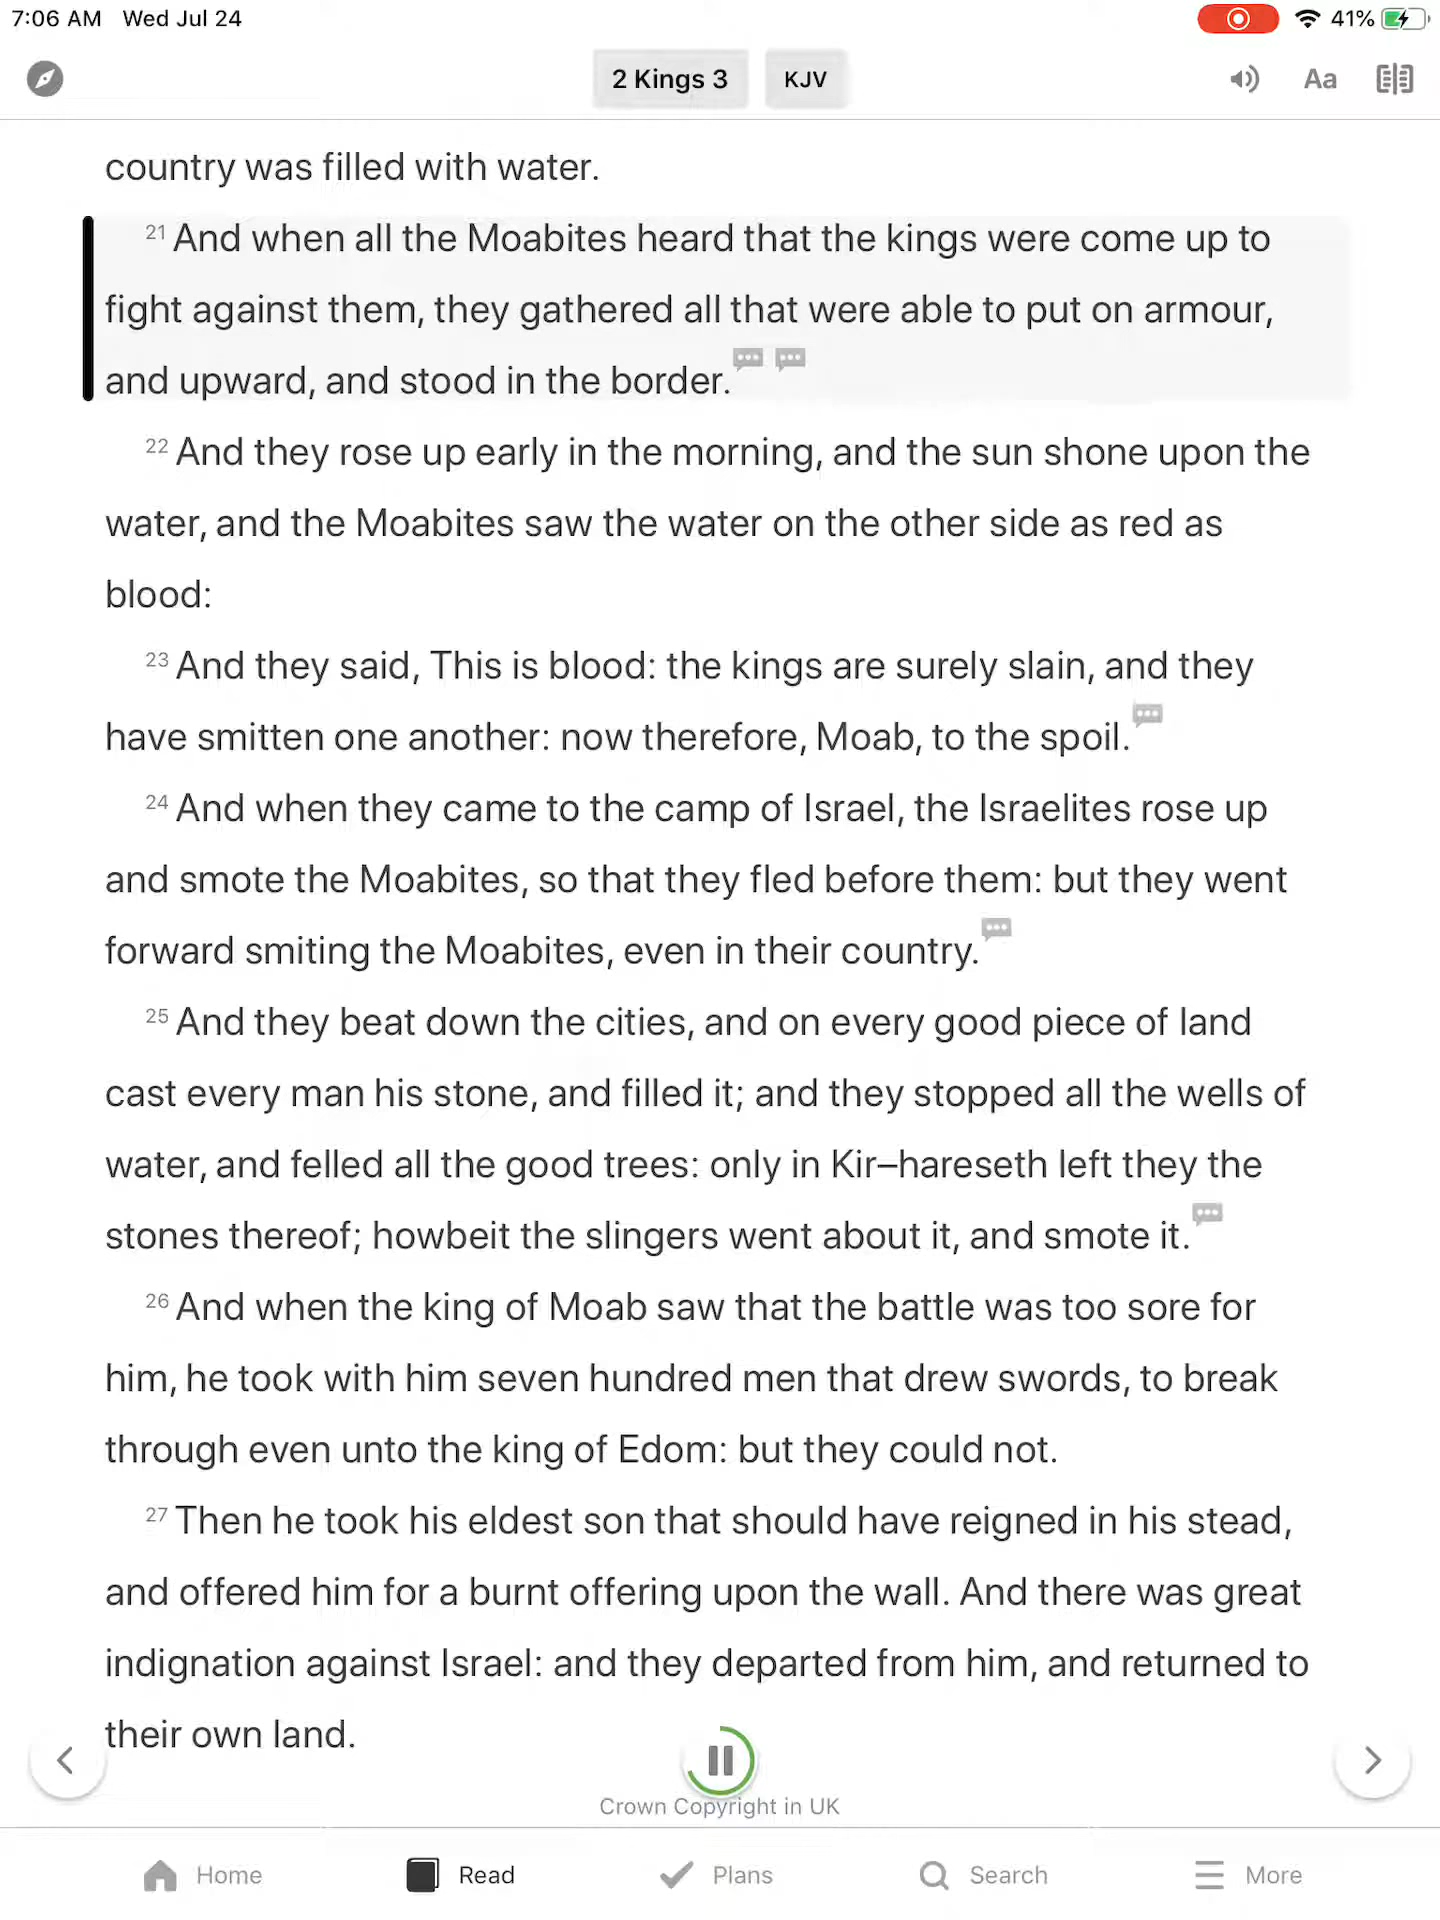 7:06 AM Wed Jul 24
41%
2 Kings 3 KJV
Aa
country was filled with water.
21 And when all the Moabites heard that the kings were come up to
fight against them, they gathered all that were able to put on armour,
and upward, and stood in the border.
22 And they rose up early in the morning, and the sun shone upon the
water, and the Moabites saw the water on the other side as red as
blood:
23 And they said, This is blood: the kings are surely slain, and they
have smitten one another: now therefore, Moab, to the spoil.
24 And when they came to the camp of Israel, the Israelites rose up
and smote the Moabites, so that they fled before them: but they went
forward smiting the Moabites, even in their country.
25 And they beat down the cities, and on every good piece of land
cast every man his stone, and filled it; and they stopped all the wells of
water, and felled all the good trees: only in Kir–hareseth left they the
stones thereof; howbeit the slingers went about it, and smote it.
26 And when the king of Moab saw that the battle was too sore for
him, he took with him seven hundred men that drew swords, to break
through even unto the king of Edom: but they could not.
27 Then he took his eldest son that should have reigned in his stead,
and offered him for a burnt offering upon the wall. And there was great
indignation against Israel: and they departed from him, and returned to
their own land.
Crown Copyright in UK
Home Read Plans Search More